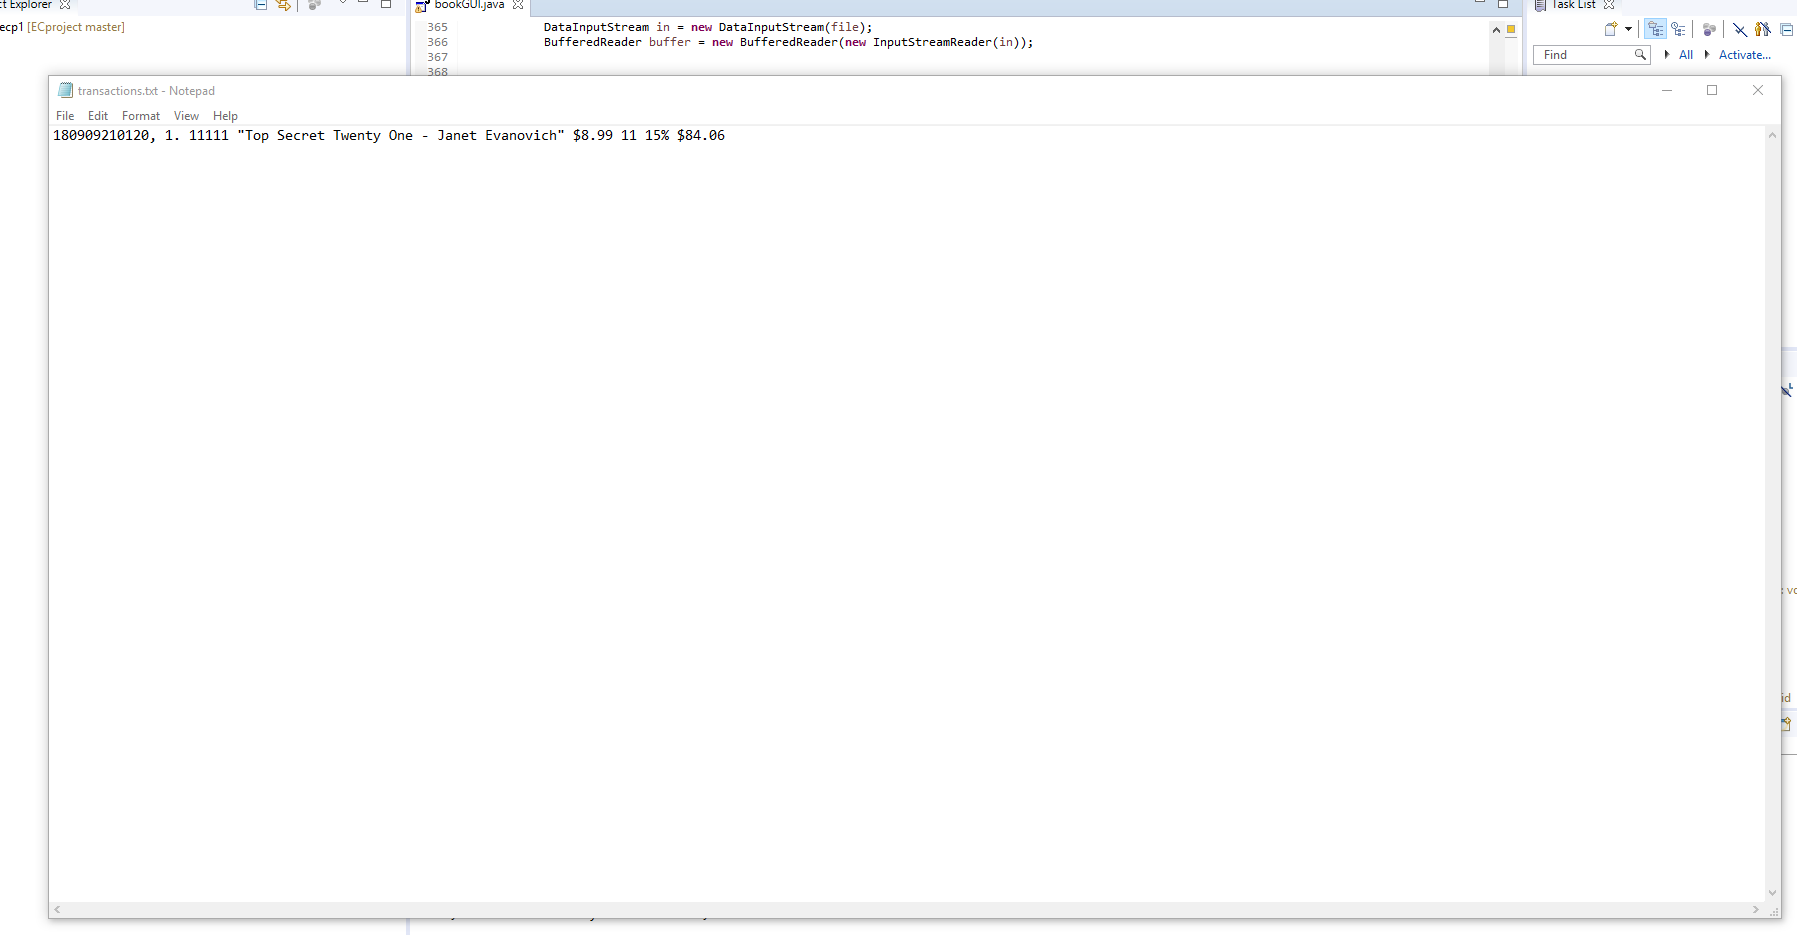 ct Explorer
bookGUI.java
Task List
ecp1 [ECproject master]
365 DataInputStream in = new DataInputStream(file);
366 BufferedReader buffer = new BufferedReader(new InputStreamReader(in));
367
368
Find
All
Activate...
transactions.txt - Notepad
File Edit Format View Help
180909210120, 1. 11111 "Top Secret Twenty One - Janet Evanovich" $8.99 11 15% $84.06
: vo
id